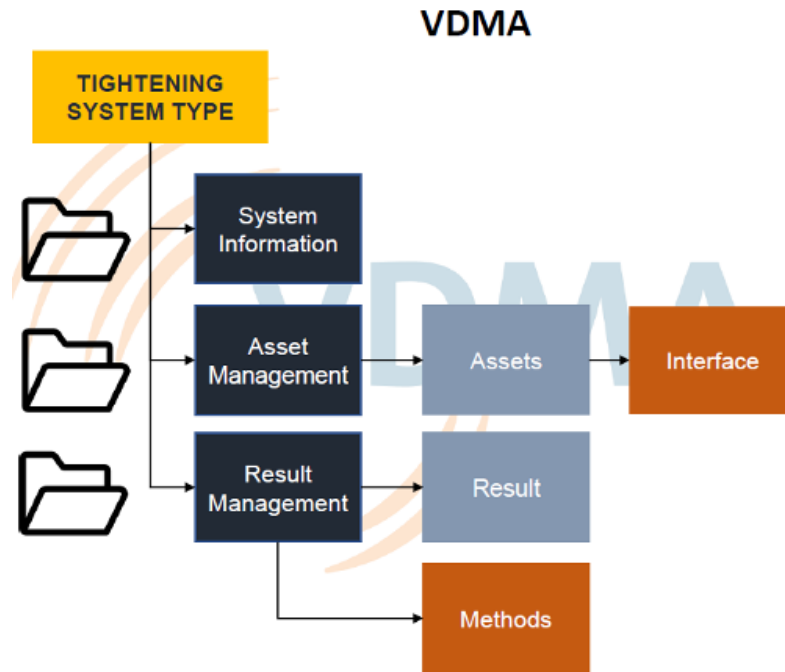 VDMA
TIGHTENING
SYSTEM TYPE
System
Information
VDMA
Asset
Management
Assets
Interface
Result
Management
Result
Methods